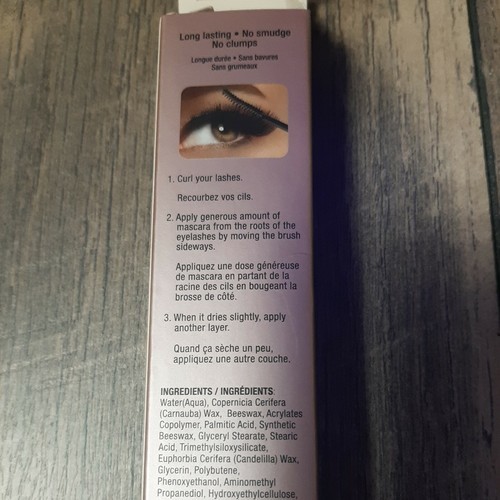 Long lasting • No smudge
No clumps
Longue durée • Sans bavures
Sans grumeaux
1. Curl your lashes.
Recourbez vos cils.
2. Apply generous amount of
mascara from the roots of the
eyelashes by moving the brush
sideways.
Appliquez une dose généreuse
de mascara en partant de la
racine des cils en bougeant la
brosse de côté.
3. When it dries slightly, apply
another layer.
Quand ça sèche un peu,
appliquez une autre couche.
INGREDIENTS / INGRÉDIENTS:
Water(Aqua), Copernicia Cerifera
(Carnauba) Wax, Beeswax, Acrylates
Copolymer, Palmitic Acid, Synthetic
Beeswax, Glyceryl Stearate, Stearic
Acid, Trimethylsiloxysilicate,
Euphorbia Cerifera (Candelilla) Wax,
Glycerin, Polybutene,
Phenoxyethanol, Aminomethyl
Propanediol, Hydroxyethylcellulose,